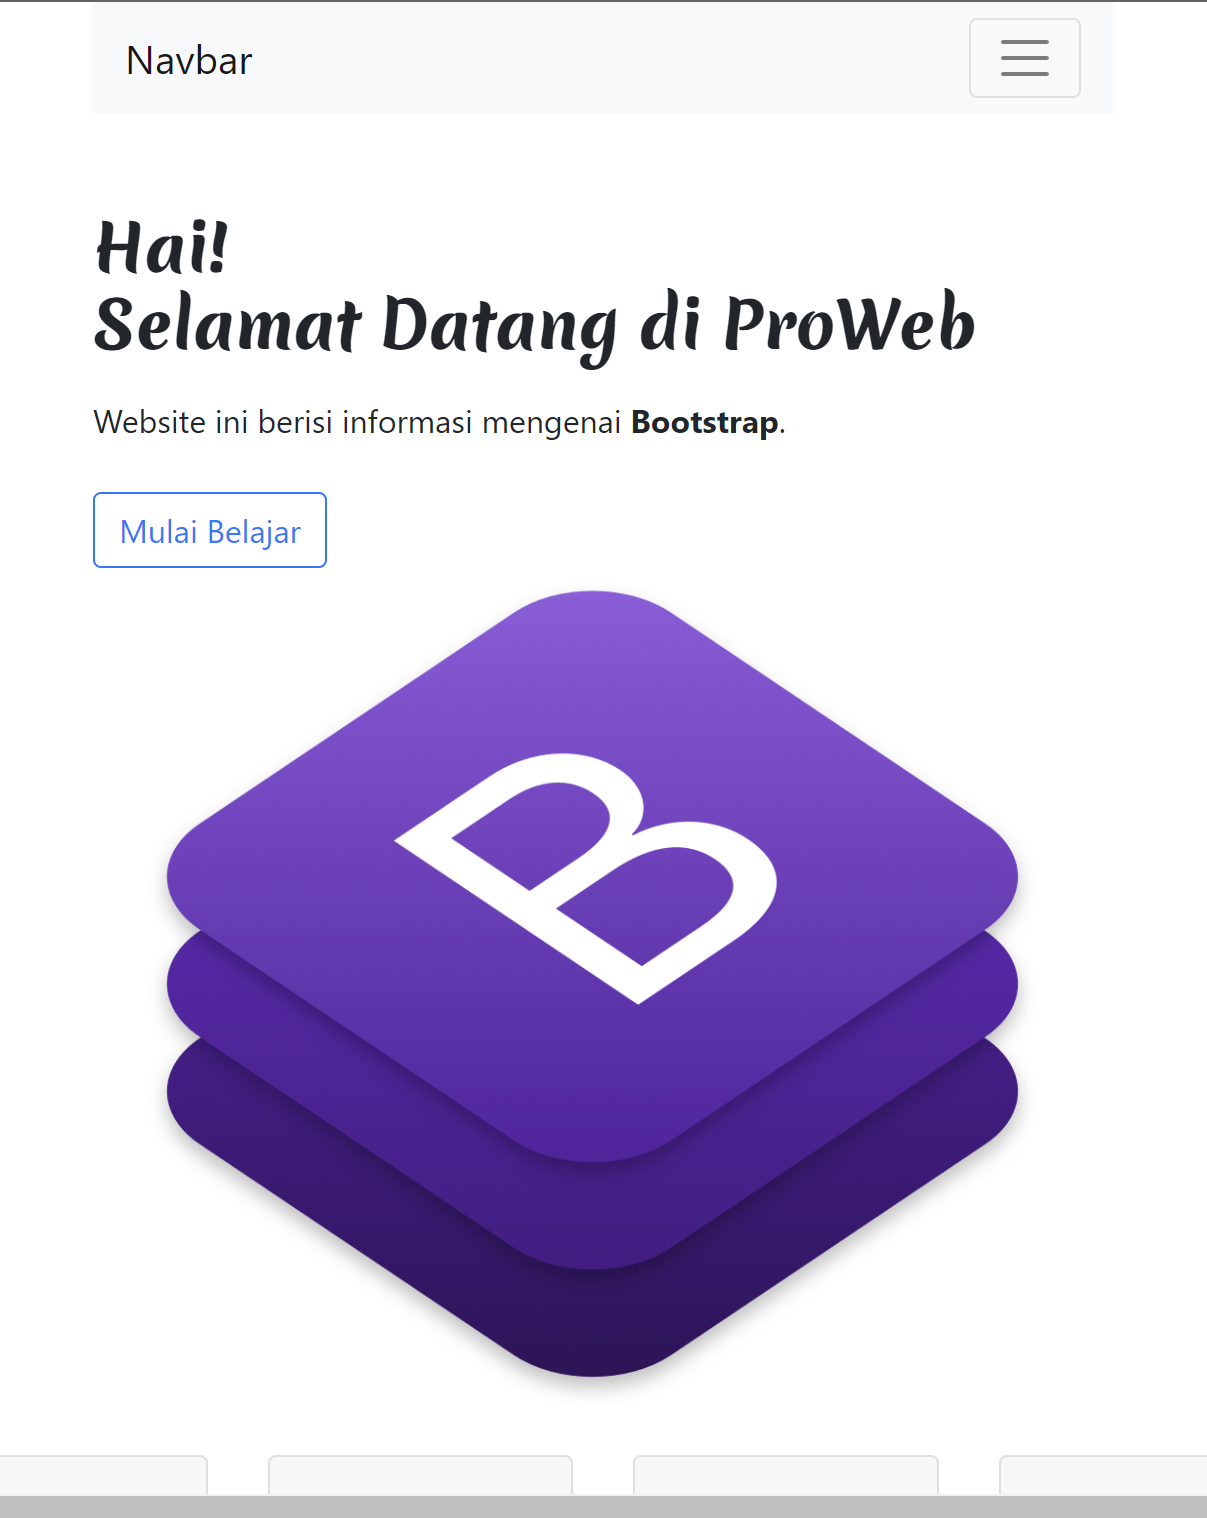 Navbar
Hai!
Selamat Datang di ProWeb
Website ini berisi informasi mengenai Bootstrap.
Mulai Belajar
B